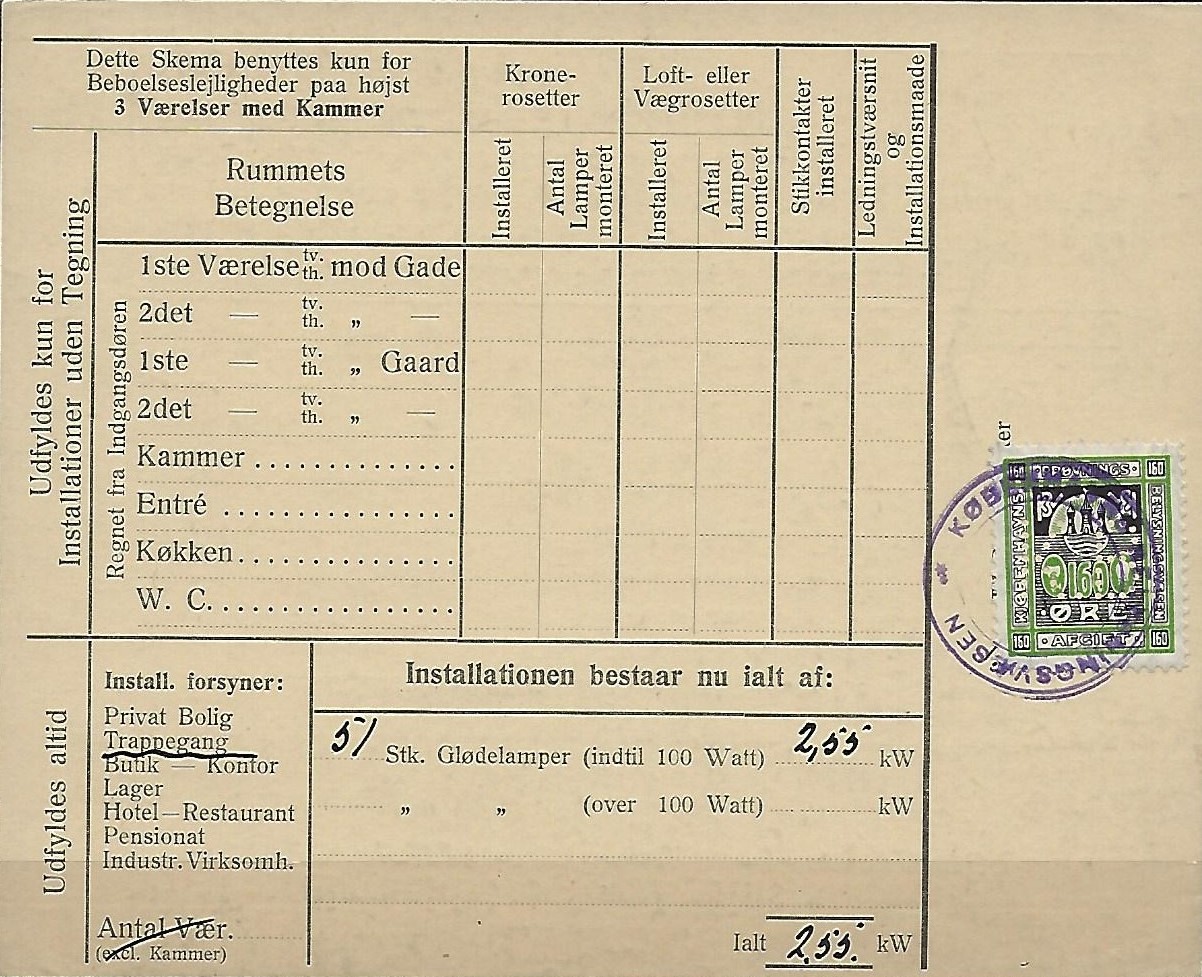 Dette Skema benyttes kun for
Beboelseslejligheder paa højst
3 Værelser med Kammer
Krone-
rosetter
Loft- eller
Vægrosetter
Stikkontakter
installeret
Ledningstværsnit
og
Installationsmaade
Rummets
Betegnelse
Installeret
Antal
Lamper
monteret
Installeret
Antal
Lamper
monteret
Udfyldes kun for
Installationer uden Tegning
Regnet fra Indgangsdøren
1ste Værelse tv. th. mod Gade
2det — tv. th. „ —
1ste — tv. th. „ Gaard
2det — tv. th. „ —
Kammer
Entré
Køkken
W. C.
Udfyldes altid
Install. forsyner:
Privat Bolig
Trappegang
Butik — Kontor
Lager
Hotel—Restaurant
Pensionat
Industr. Virksomh.
Antal Vær.
(excl. Kammer)
Installationen bestaar nu ialt af:
51 Stk. Glødelamper (indtil 100 Watt) 2,55 kW
„ „ (over 100 Watt) kW
Ialt 2,55. kW
er
160 PRØVNINGS- 160
KJØBENHAVNS
BELYSNINGSVÆSEN
160
ØRE
160 · AFGIFT · 160